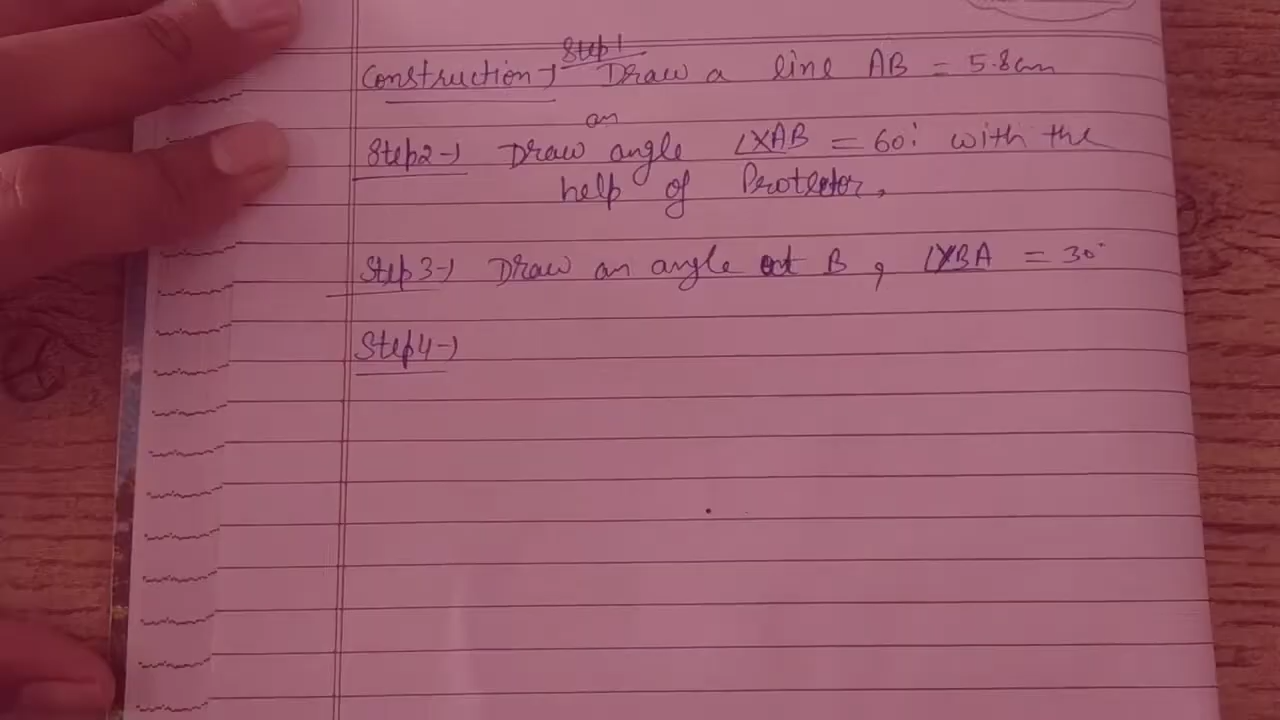 Step1
Construction→ Draw a line AB = 5.8cm
an
Step2→ Draw angle ∠XAB = 60° with the
help of Protector,
Step3→ Draw an angle at B, ∠YBA = 30°
Step4→